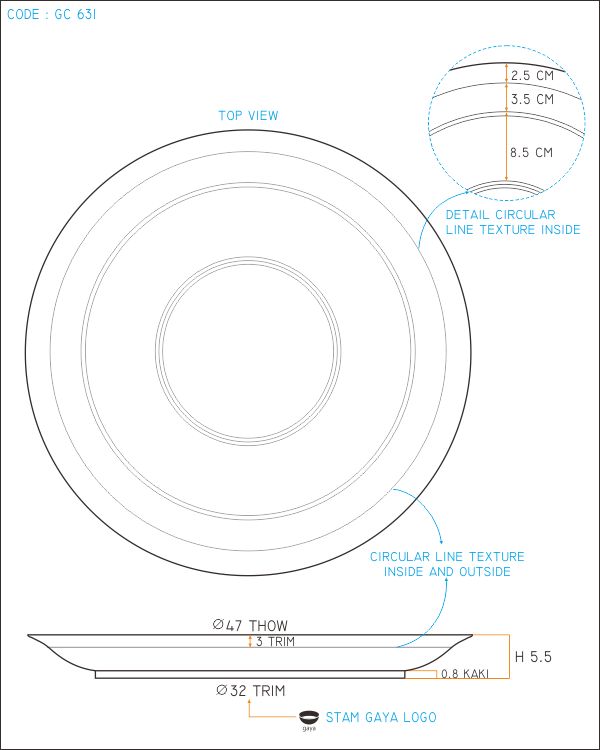 CODE : GC 631
2.5 CM
3.5 CM
8.5 CM
TOP VIEW
DETAIL CIRCULAR
LINE TEXTURE INSIDE
CIRCULAR LINE TEXTURE
INSIDE AND OUTSIDE
Ø47 THOW
3 TRIM
H 5.5
0.8 KAKI
Ø32 TRIM
STAM GAYA LOGO
gaya